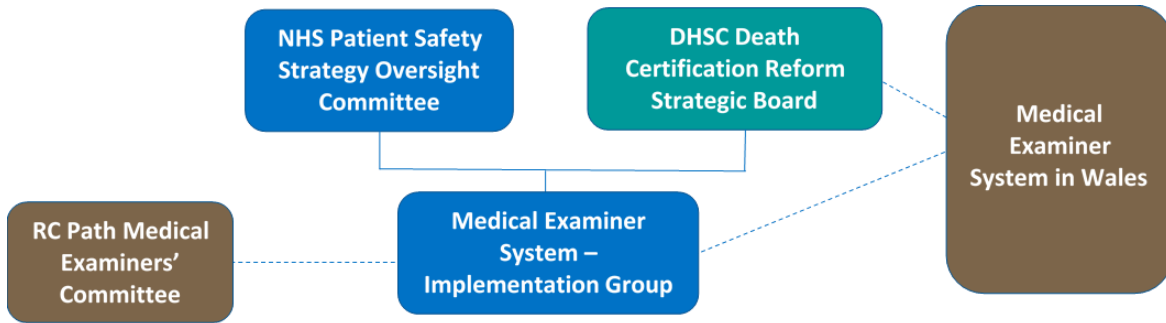 NHS Patient Safety
Strategy Oversight
Committee
DHSC Death
Certification Reform
Strategic Board
Medical
Examiner
System in Wales
RC Path Medical
Examiners’
Committee
Medical Examiner
System –
Implementation Group